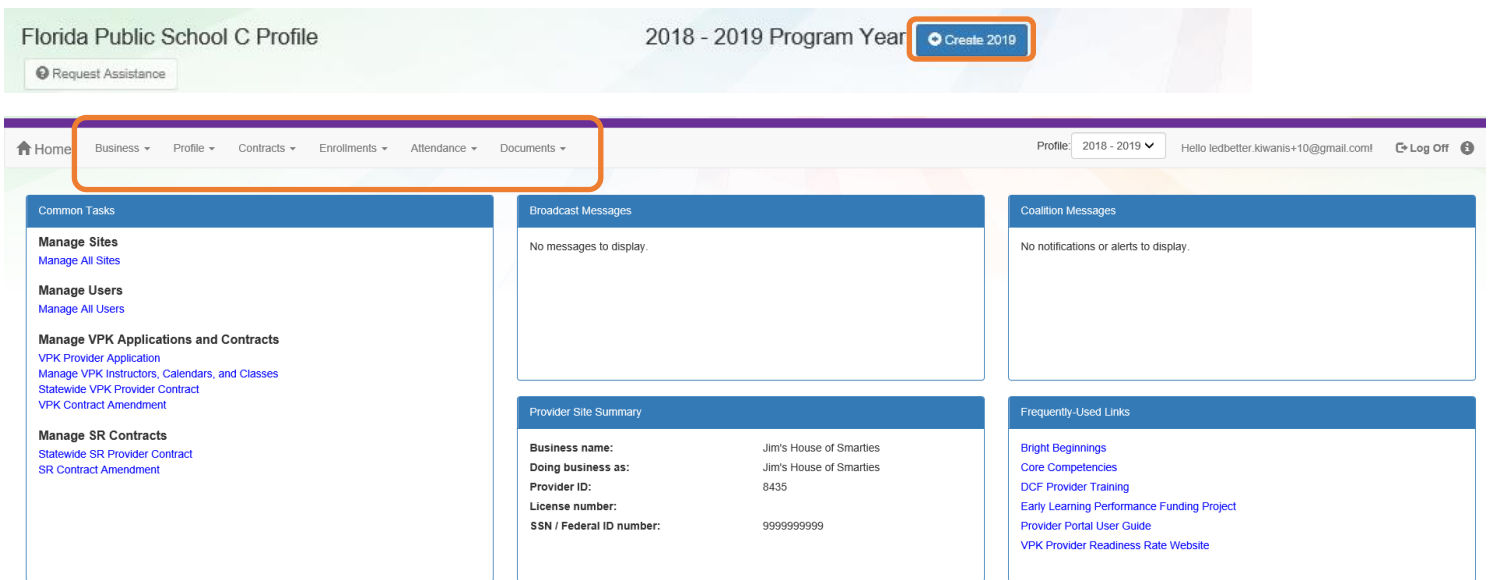 Florida Public School C Profile
2018 - 2019 Program Year
Create 2019
Request Assistance
Home
Business
Profile
Contracts
Enrollments
Attendance
Documents
Profile: 2018 - 2019
Hello ledbetter.kiwanis+10@gmail.com!
Log Off
Common Tasks
Manage Sites
Manage All Sites
Manage Users
Manage All Users
Manage VPK Applications and Contracts
VPK Provider Application
Manage VPK Instructors, Calendars, and Classes
Statewide VPK Provider Contract
VPK Contract Amendment
Manage SR Contracts
Statewide SR Provider Contract
SR Contract Amendment
Broadcast Messages
No messages to display.
Coalition Messages
No notifications or alerts to display.
Provider Site Summary
Business name: Jim's House of Smarties
Doing business as: Jim's House of Smarties
Provider ID: 8435
License number:
SSN / Federal ID number: 9999999999
Frequently-Used Links
Bright Beginnings
Core Competencies
DCF Provider Training
Early Learning Performance Funding Project
Provider Portal User Guide
VPK Provider Readiness Rate Website